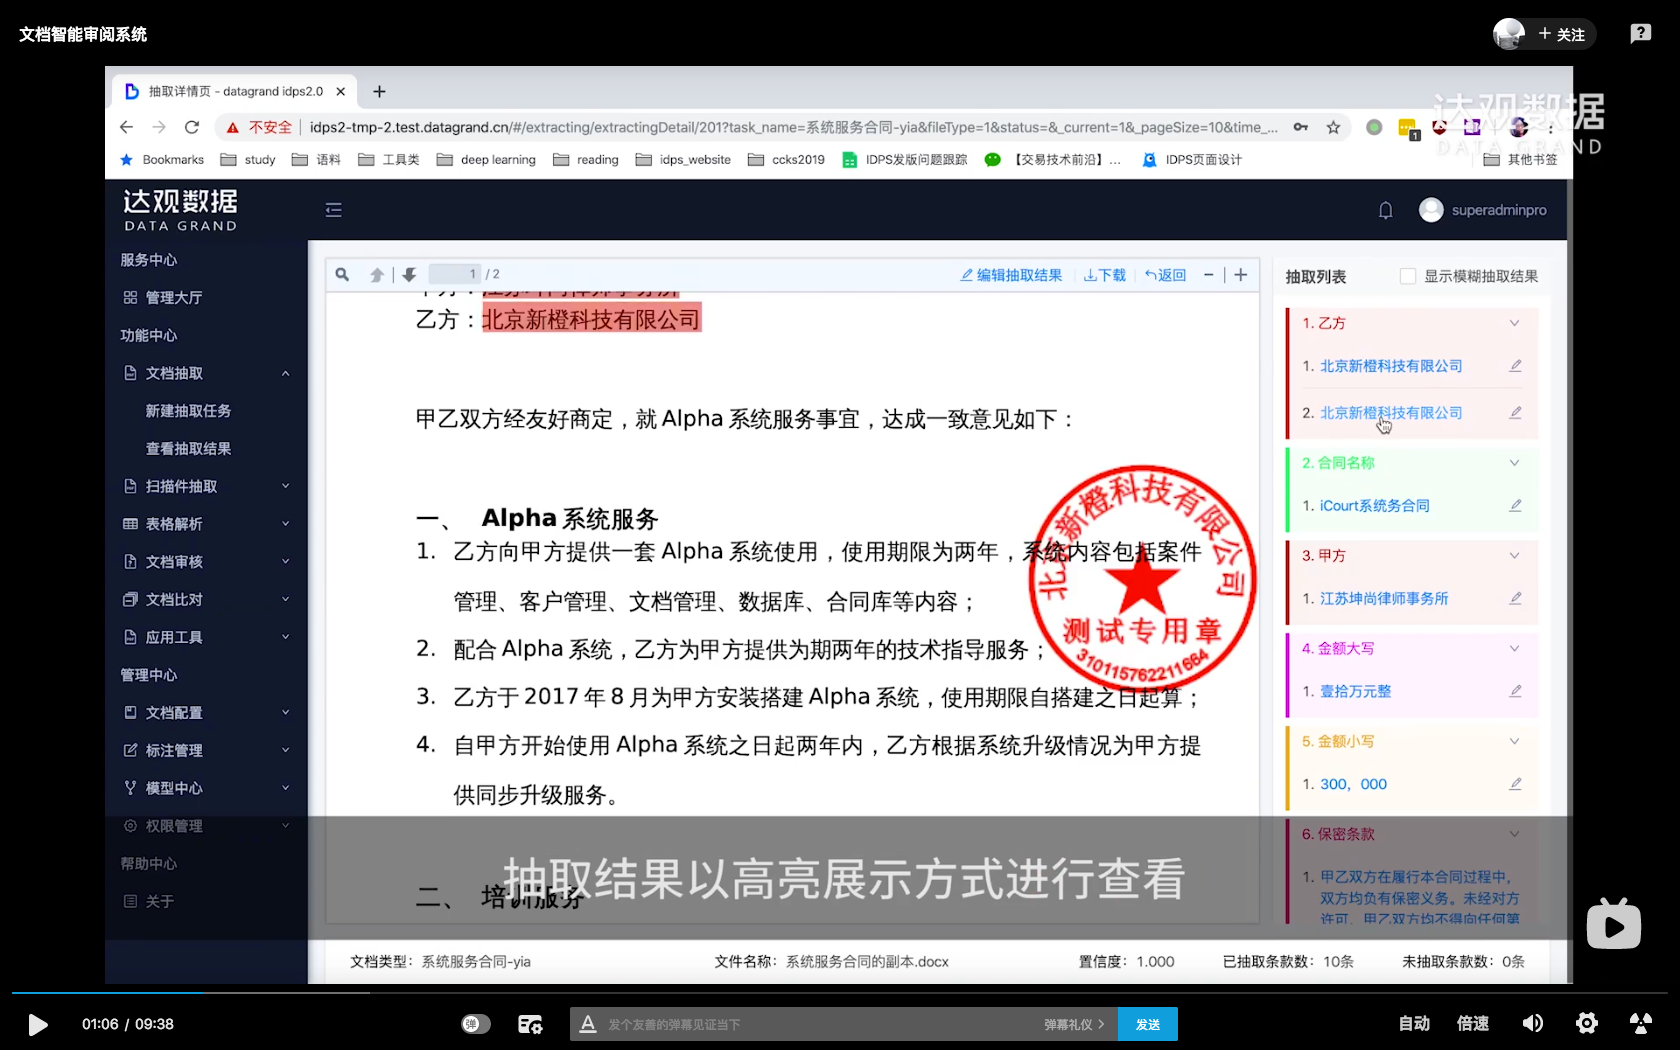 文档智能审阅系统
+ 关注
抽取详情页 - datagrand idps2.0
不安全 | idps2-tmp-2.test.datagrand.cn/#/extracting/extractingDetail/201?task_name=系统服务合同-yia&fileType=1&status=&_current=1&_pageSize=10&time_...
达观数据
DATA GRAND
Bookmarks
study
语料
工具类
deep learning
reading
idps_website
ccks2019
IDPS发版问题跟踪
【交易技术前沿】...
IDPS页面设计
其他书签
达观数据
DATA GRAND
superadminpro
服务中心
管理大厅
功能中心
文档抽取
新建抽取任务
查看抽取结果
扫描件抽取
表格解析
文档审核
文档比对
应用工具
管理中心
文档配置
标注管理
模型中心
权限管理
帮助中心
关于
1 / 2
编辑抽取结果
下载
返回
甲方：江苏坤尚律师事务所
乙方：北京新橙科技有限公司
甲乙双方经友好商定，就 Alpha 系统服务事宜，达成一致意见如下：
一、 Alpha 系统服务
1. 乙方向甲方提供一套 Alpha 系统使用，使用期限为两年，系统内容包括案件
管理、客户管理、文档管理、数据库、合同库等内容；
2. 配合 Alpha 系统，乙方为甲方提供为期两年的技术指导服务；
3. 乙方于 2017 年 8 月为甲方安装搭建 Alpha 系统，使用期限自搭建之日起算；
4. 自甲方开始使用 Alpha 系统之日起两年内，乙方根据系统升级情况为甲方提
供同步升级服务。
二、 培训服务
北京新橙科技有限公司
测试专用章
3101157622116​64
抽取列表
显示模糊抽取结果
1. 乙方
1. 北京新橙科技有限公司
2. 北京新橙科技有限公司
2. 合同名称
1. iCourt系统务合同
3. 甲方
1. 江苏坤尚律师事务所
4. 金额大写
1. 壹拾万元整
5. 金额小写
1. 300，000
6. 保密条款
1. 甲乙双方在履行本合同过程中，
双方均负有保密义务。未经对方
许可，甲乙双方均不得向任何第
抽取结果以高亮展示方式进行查看
文档类型：系统服务合同-yia
文件名称：系统服务合同的副本.docx
置信度：1.000
已抽取条款数：10条
未抽取条款数：0条
01:06 / 09:38
弹
发个友善的弹幕见证当下
弹幕礼仪
发送
自动
倍速